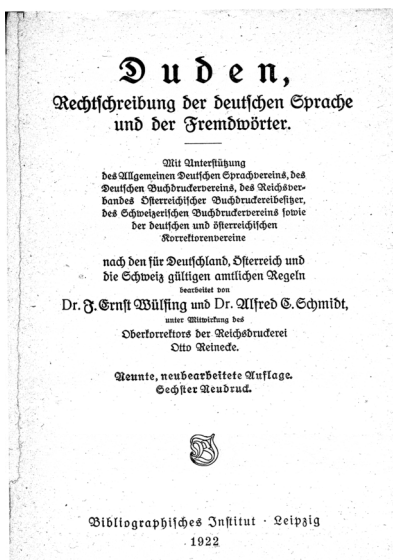 Duden,
Rechtschreibung der deutschen Sprache
und der Fremdwörter.
Mit Unterstützung
des Allgemeinen Deutschen Sprachvereins, des
Deutschen Buchdruckervereins, des Reichsver-
bandes Österreichischer Buchdruckereibesitzer,
des Schweizerischen Buchdruckervereins sowie
der deutschen und österreichischen
Korrektorenvereine
nach den für Deutschland, Österreich und
die Schweiz gültigen amtlichen Regeln
bearbeitet von
Dr. J. Ernst Wülfing und Dr. Alfred C. Schmidt,
unter Mitwirkung des
Oberkorrektors der Reichsdruckerei
Otto Reinecke.
Neunte, neubearbeitete Auflage.
Sechster Neudruck.
Bibliographisches Institut · Leipzig
1922